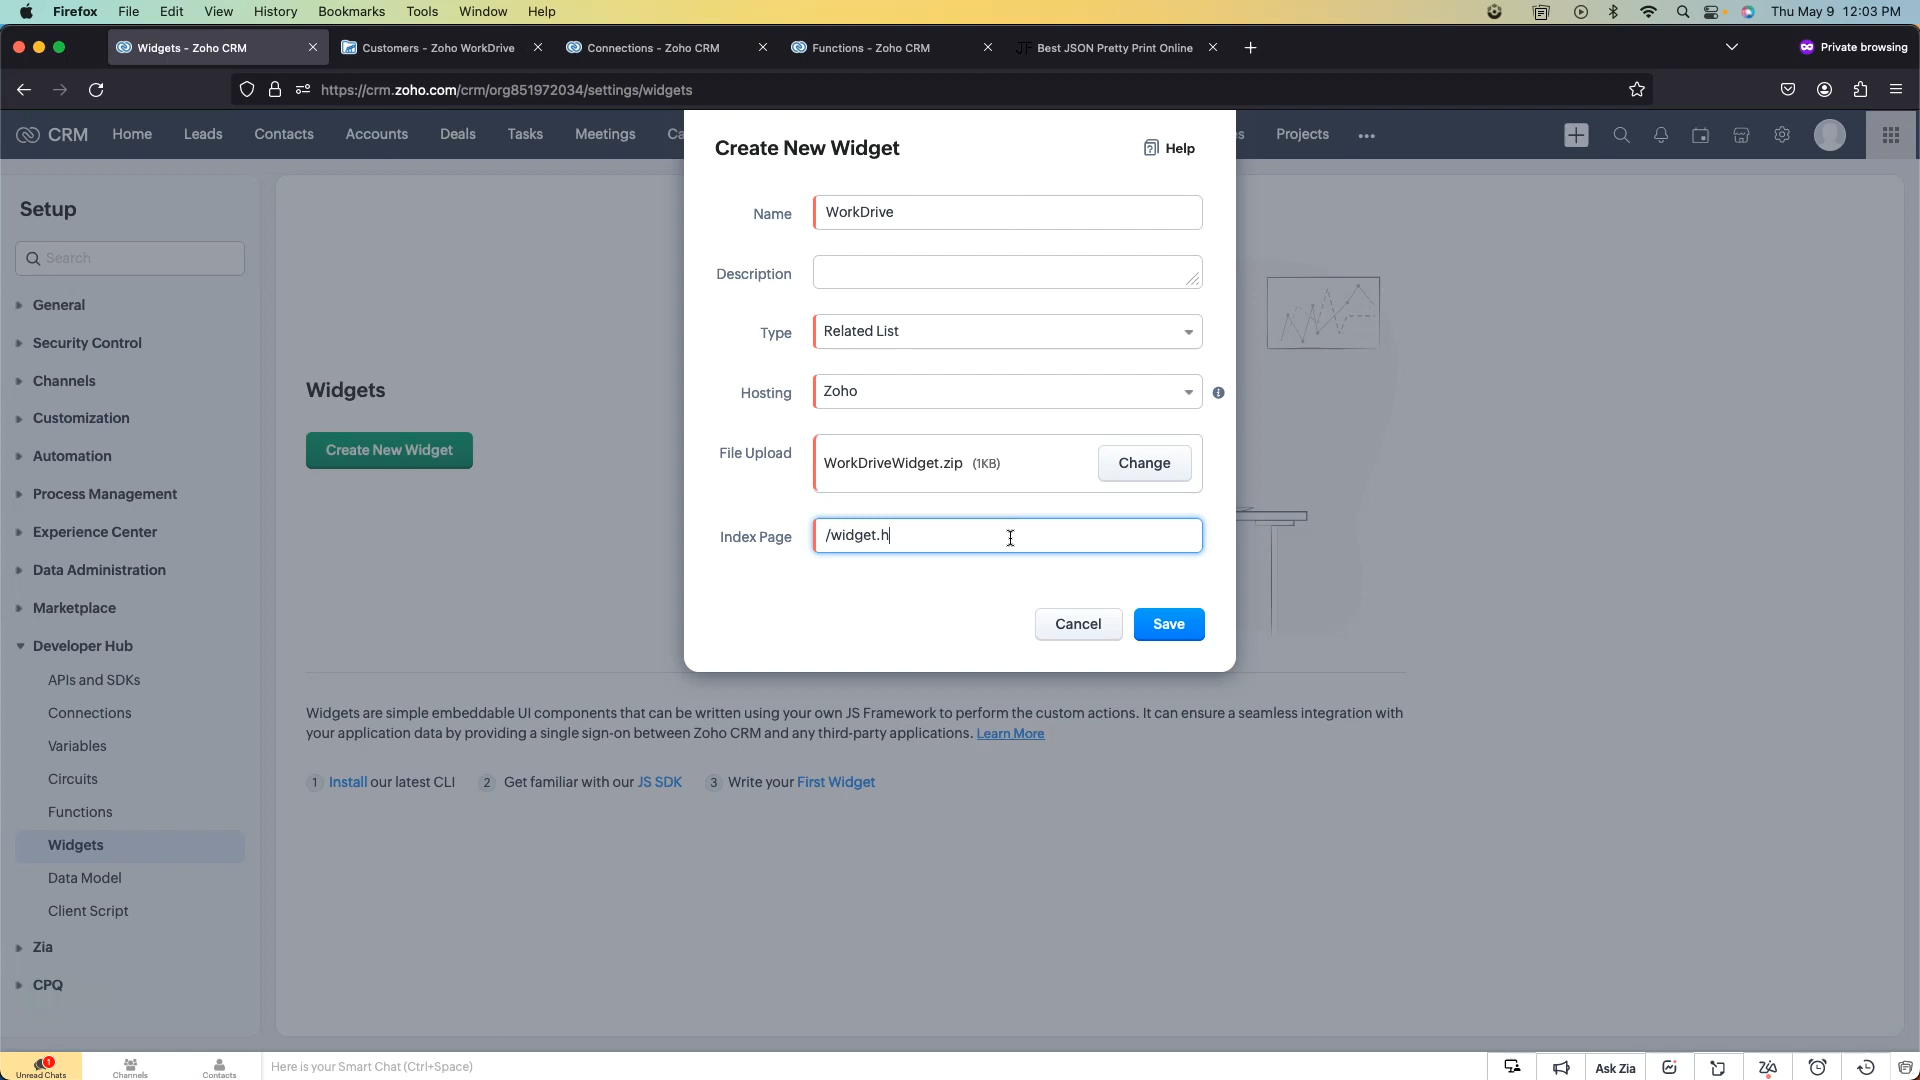 Firefox File Edit View History Bookmarks Tools Window Help Thu May 9 12:03 PM
Widgets - Zoho CRM Customers - Zoho WorkDrive Connections - Zoho CRM Functions - Zoho CRM JF Best JSON Pretty Print Online Private browsing
https://crm.zoho.com/crm/org851972034/settings/widgets
CRM Home Leads Contacts Accounts Deals Tasks Meetings Ca s Projects
Create New Widget
Help
Setup
Name WorkDrive
Search
Description
General
Type Related List
Security Control
Channels
Widgets
Hosting Zoho
Customization
Create New Widget
File Upload WorkDriveWidget.zip (1KB) Change
Automation
Process Management
Experience Center
Index Page /widget.h
Data Administration
Marketplace
Cancel Save
Developer Hub
APIs and SDKs
Connections
Variables
Circuits
Functions
Widgets
Data Model
Client Script
Zia
CPQ
Widgets are simple embeddable UI components that can be written using your own JS Framework to perform the custom actions. It can ensure a seamless integration with
your application data by providing a single sign-on between Zoho CRM and any third-party applications. Learn More
1 Install our latest CLI 2 Get familiar with our JS SDK 3 Write your First Widget
1
Unread Chats Channels Contacts Here is your Smart Chat (Ctrl+Space) Ask Zia